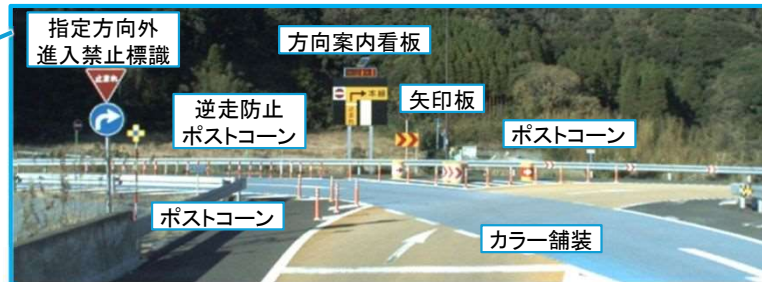 指定方向外
進入禁止標識
方向案内看板
止まれ
本線
矢印板
逆走防止
ポストコーン
ポストコーン
ポストコーン
カラー舗装